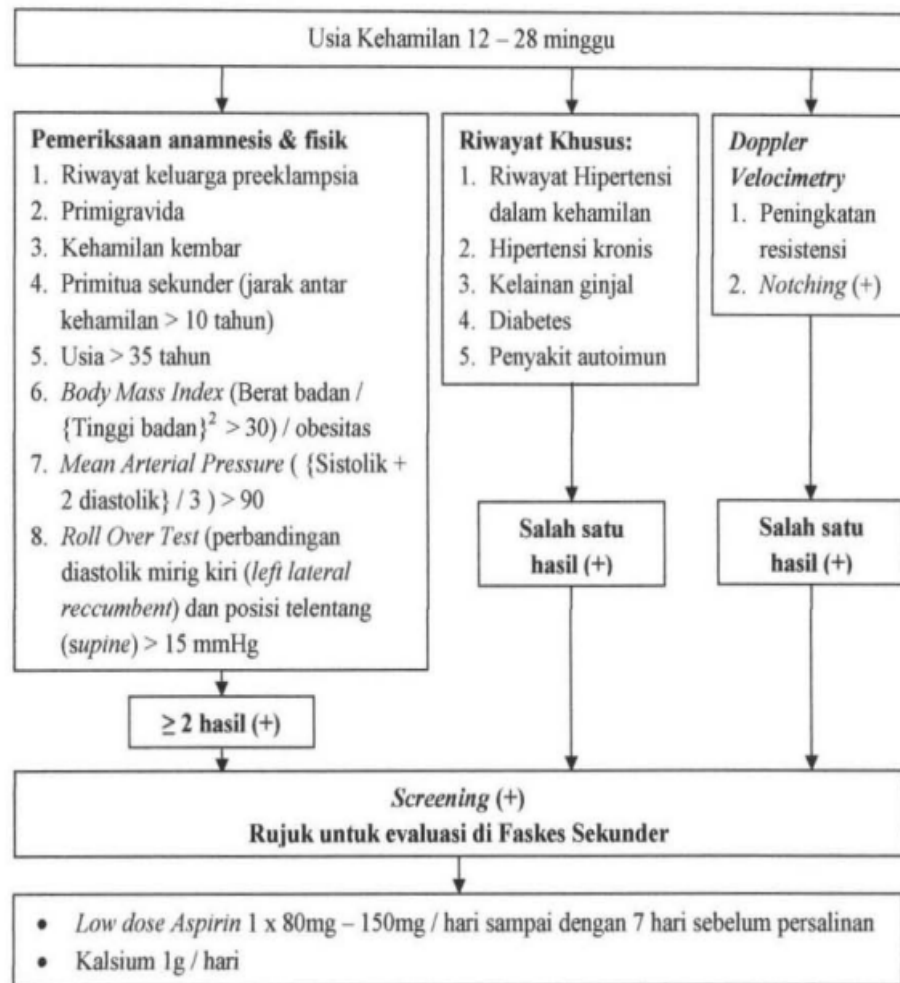 Usia Kehamilan 12 – 28 minggu
Pemeriksaan anamnesis & fisik
1. Riwayat keluarga preeklampsia
2. Primigravida
3. Kehamilan kembar
4. Primitua sekunder (jarak antar
kehamilan > 10 tahun)
5. Usia > 35 tahun
6. Body Mass Index (Berat badan /
{Tinggi badan}² > 30) / obesitas
7. Mean Arterial Pressure ( {Sistolik +
2 diastolik} / 3 ) > 90
8. Roll Over Test (perbandingan
diastolik mirig kiri (left lateral
reccumbent) dan posisi telentang
(supine) > 15 mmHg
≥ 2 hasil (+)
Riwayat Khusus:
1. Riwayat Hipertensi
dalam kehamilan
2. Hipertensi kronis
3. Kelainan ginjal
4. Diabetes
5. Penyakit autoimun
Salah satu
hasil (+)
Doppler
Velocimetry
1. Peningkatan
resistensi
2. Notching (+)
Salah satu
hasil (+)
Screening (+)
Rujuk untuk evaluasi di Faskes Sekunder
• Low dose Aspirin 1 x 80mg – 150mg / hari sampai dengan 7 hari sebelum persalinan
• Kalsium 1g / hari